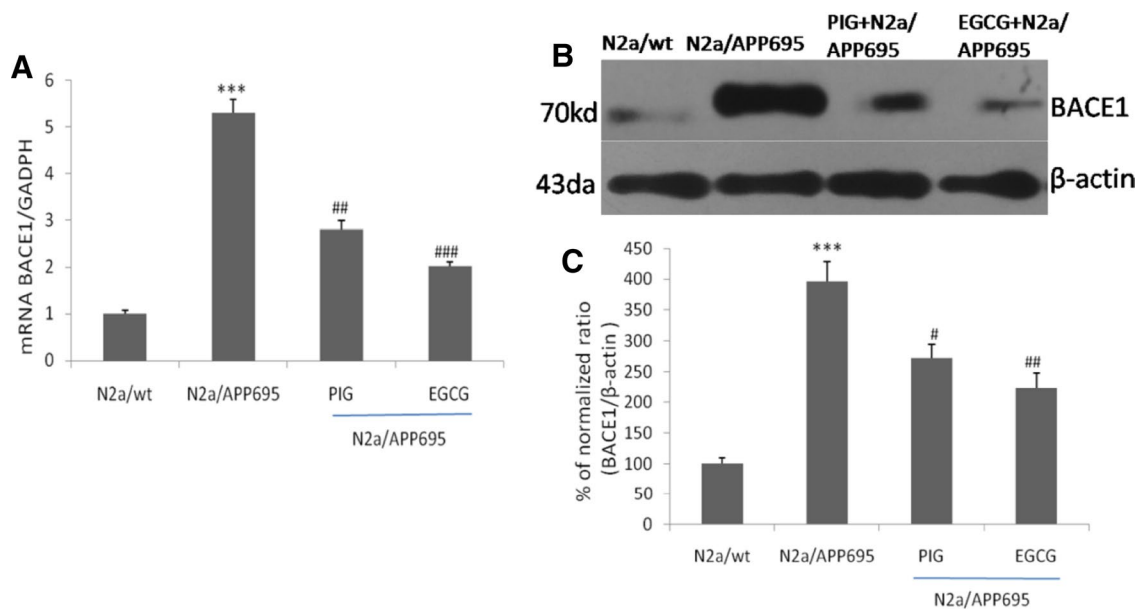 A
mRNA BACE1/GADPH
6
5
4
3
2
1
0
***
##
###
N2a/wt N2a/APP695 PIG EGCG
N2a/APP695
B
N2a/wt N2a/APP695 PIG+N2a/ EGCG+N2a/
APP695 APP695
70kd BACE1
43da β-actin
C
% of normalized ratio
(BACE1/β-actin )
450
400
350
300
250
200
150
100
50
0
***
#
##
N2a/wt N2a/APP695 PIG EGCG
N2a/APP695